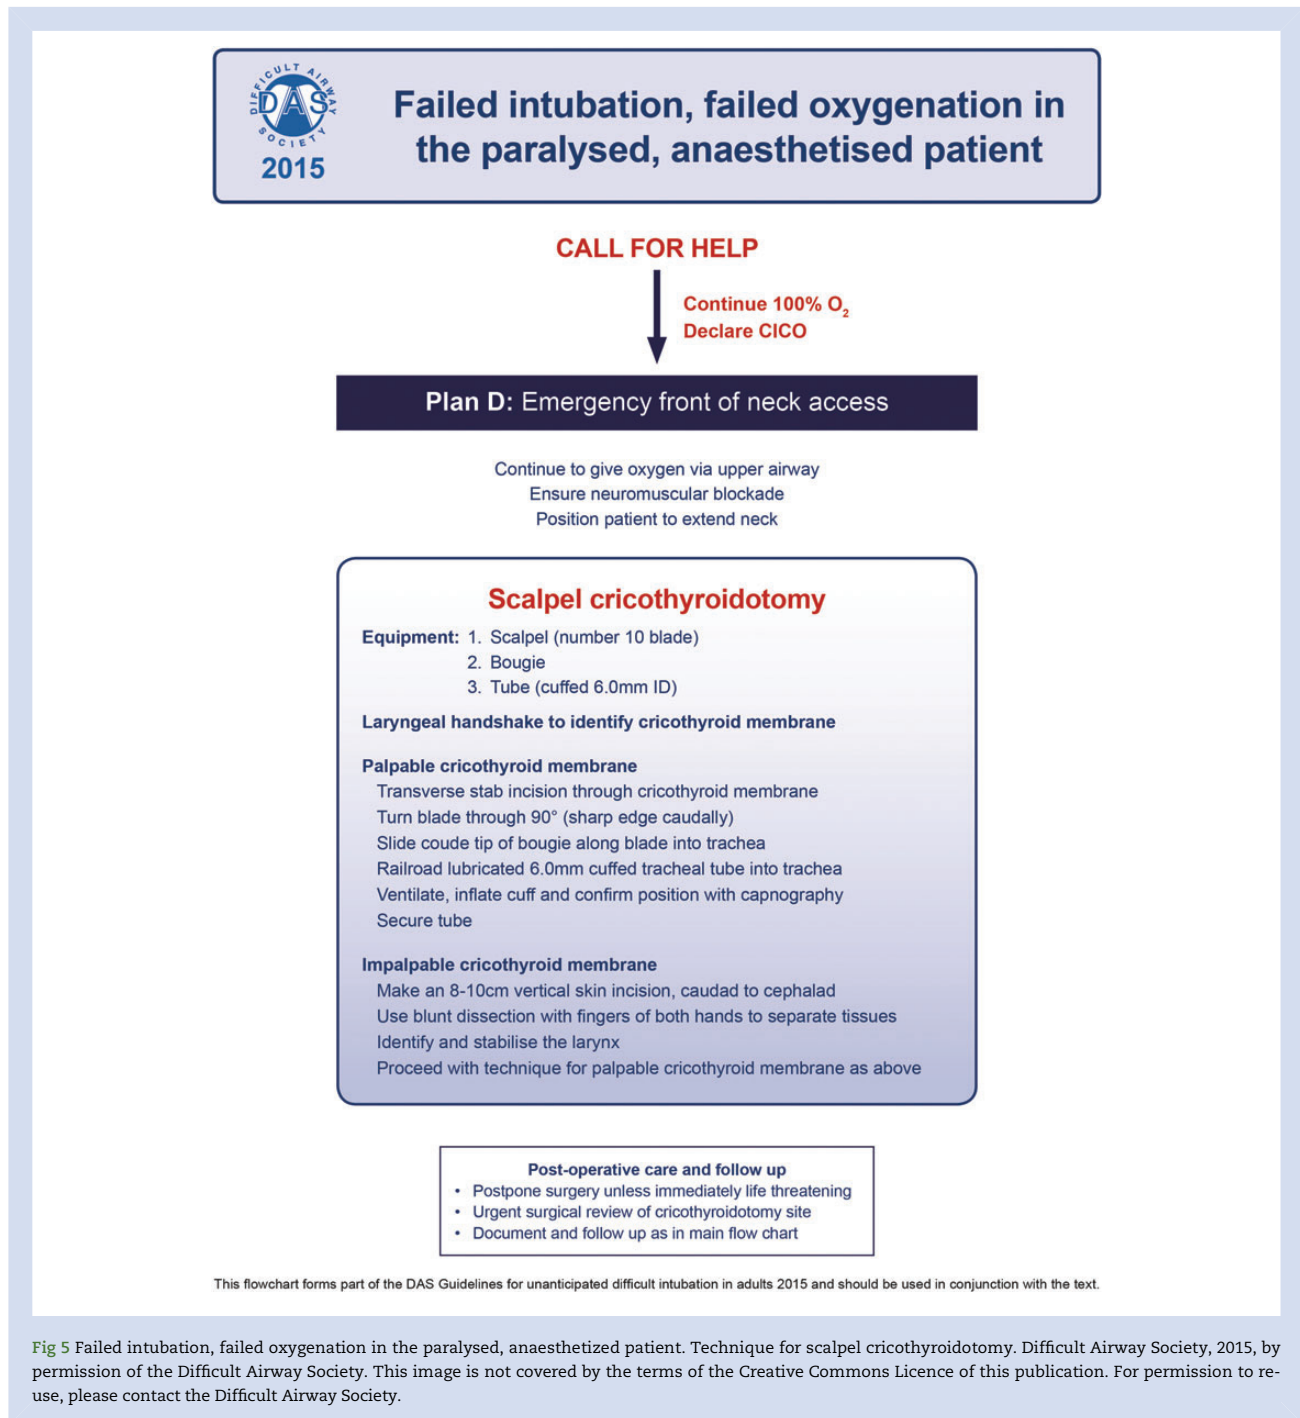 DIFFICULT AIRWAY
DAS
SOCIETY
2015
Failed intubation, failed oxygenation in
the paralysed, anaesthetised patient
CALL FOR HELP
Continue 100% O2
Declare CICO
Plan D: Emergency front of neck access
Continue to give oxygen via upper airway
Ensure neuromuscular blockade
Position patient to extend neck
Scalpel cricothyroidotomy
Equipment: 1. Scalpel (number 10 blade)
2. Bougie
3. Tube (cuffed 6.0mm ID)
Laryngeal handshake to identify cricothyroid membrane
Palpable cricothyroid membrane
Transverse stab incision through cricothyroid membrane
Turn blade through 90° (sharp edge caudally)
Slide coude tip of bougie along blade into trachea
Railroad lubricated 6.0mm cuffed tracheal tube into trachea
Ventilate, inflate cuff and confirm position with capnography
Secure tube
Impalpable cricothyroid membrane
Make an 8-10cm vertical skin incision, caudad to cephalad
Use blunt dissection with fingers of both hands to separate tissues
Identify and stabilise the larynx
Proceed with technique for palpable cricothyroid membrane as above
Post-operative care and follow up
• Postpone surgery unless immediately life threatening
• Urgent surgical review of cricothyroidotomy site
• Document and follow up as in main flow chart
This flowchart forms part of the DAS Guidelines for unanticipated difficult intubation in adults 2015 and should be used in conjunction with the text.
Fig 5 Failed intubation, failed oxygenation in the paralysed, anaesthetized patient. Technique for scalpel cricothyroidotomy. Difficult Airway Society, 2015, by
permission of the Difficult Airway Society. This image is not covered by the terms of the Creative Commons Licence of this publication. For permission to re-
use, please contact the Difficult Airway Society.